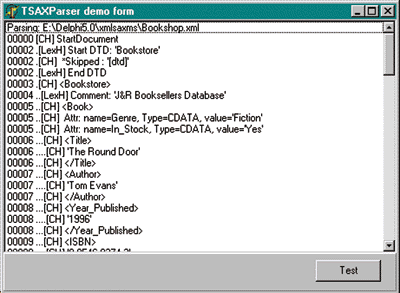 TSAXParser demo form
Parsing: E:\Delphi5.0\xmlsaxms\Bookshop.xml
00000 [CH] StartDocument
00002 .[LexH] Start DTD: 'Bookstore'
00002 .[CH]  *Skipped : '[dtd]'
00002 .[LexH] End DTD
00003 .[CH] <Bookstore>
00004 ..[LexH] Comment: 'J&R Booksellers Database'
00005 ..[CH] <Book>
00005 ..[CH]  Attr: name=Genre, Type=CDATA, value='Fiction'
00005 ..[CH]  Attr: name=In_Stock, Type=CDATA, value='Yes'
00006 ...[CH] <Title>
00006 ....[CH] 'The Round Door'
00006 ...[CH] </Title>
00007 ...[CH] <Author>
00007 ....[CH] 'Tom Evans'
00007 ...[CH] </Author>
00008 ...[CH] <Year_Published>
00008 ....[CH] '1996'
00008 ...[CH] </Year_Published>
00009 ...[CH] <ISBN>
Test